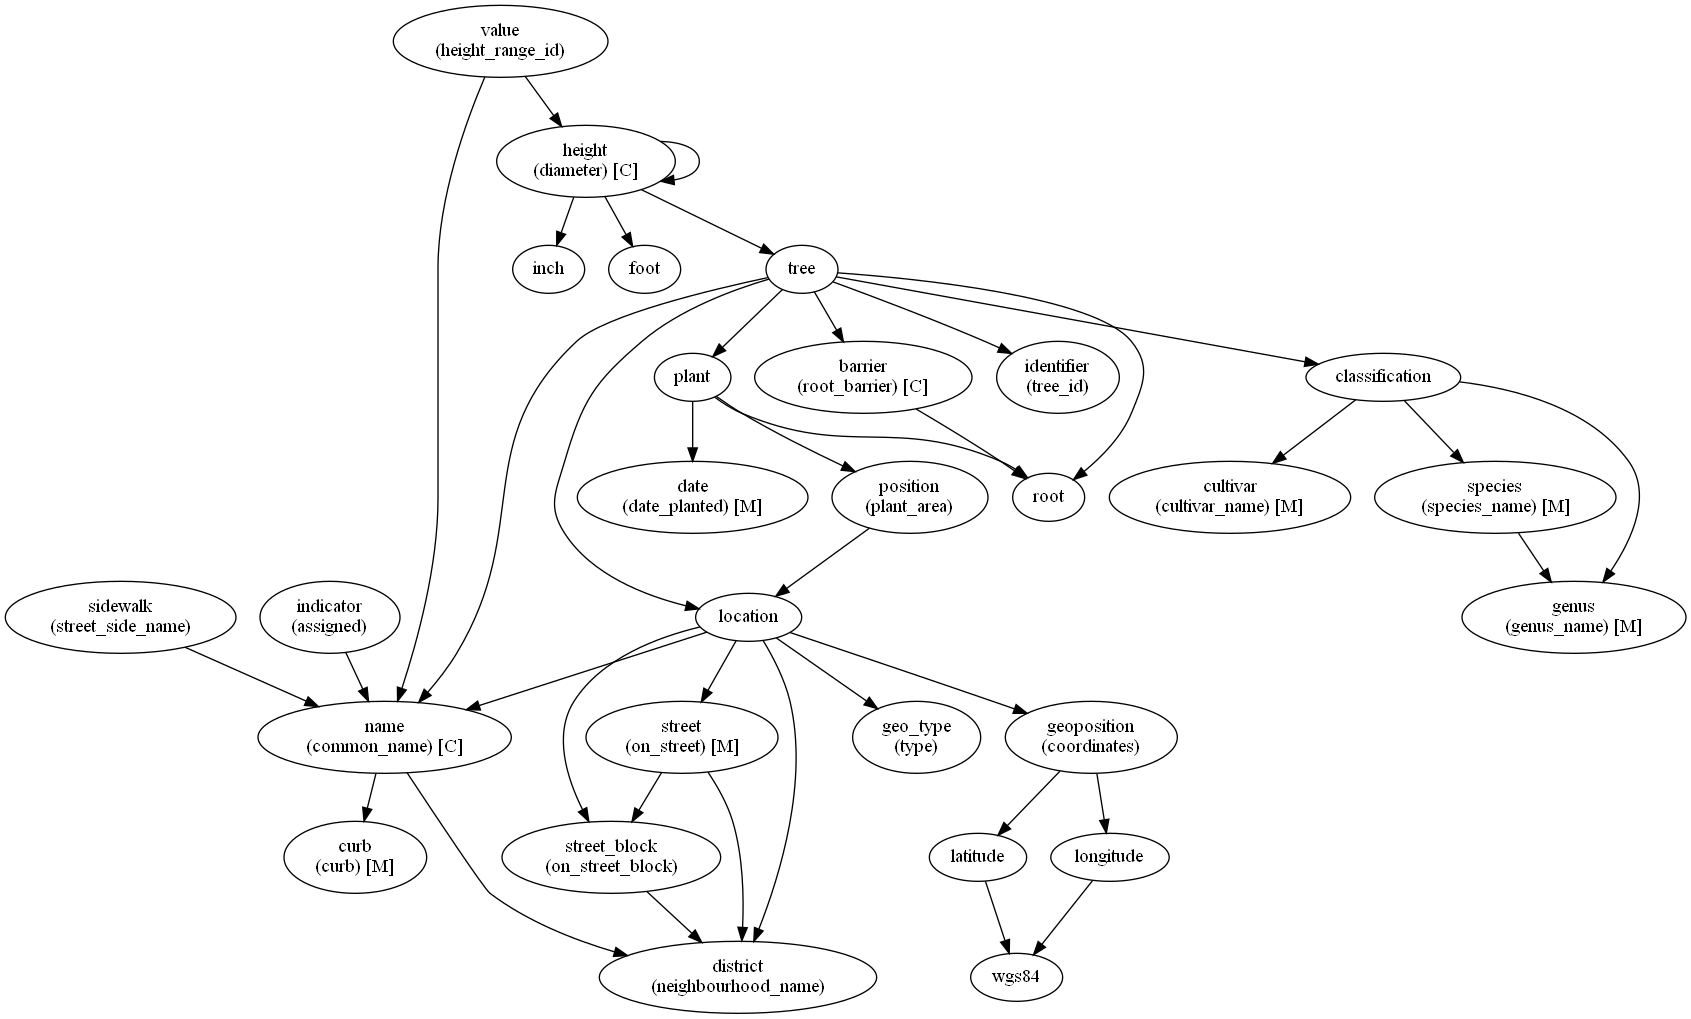 value
(height_range_id)
height
(diameter) [C]
inch
foot
tree
plant
barrier
(root_barrier) [C]
identifier
(tree_id)
classification
date
(date_planted) [M]
position
(plant_area)
root
cultivar
(cultivar_name) [M]
species
(species_name) [M]
sidewalk
(street_side_name)
indicator
(assigned)
location
genus
(genus_name) [M]
name
(common_name) [C]
street
(on_street) [M]
geo_type
(type)
geoposition
(coordinates)
curb
(curb) [M]
street_block
(on_street_block)
latitude
longitude
district
(neighbourhood_name)
wgs84